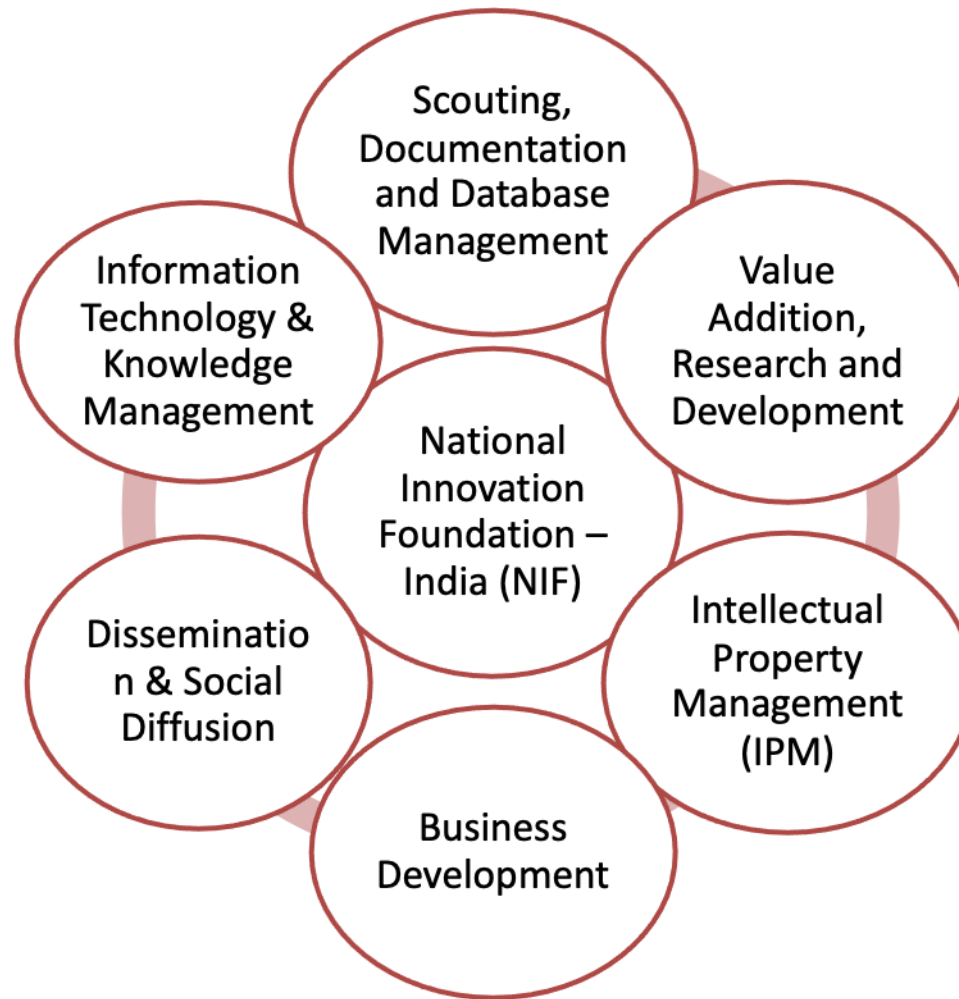 Scouting,
Documentation
and Database
Management
Value
Addition,
Research and
Development
Intellectual
Property
Management
(IPM)
Business
Development
Disseminatio
n & Social
Diffusion
Information
Technology &
Knowledge
Management
National
Innovation
Foundation –
India (NIF)